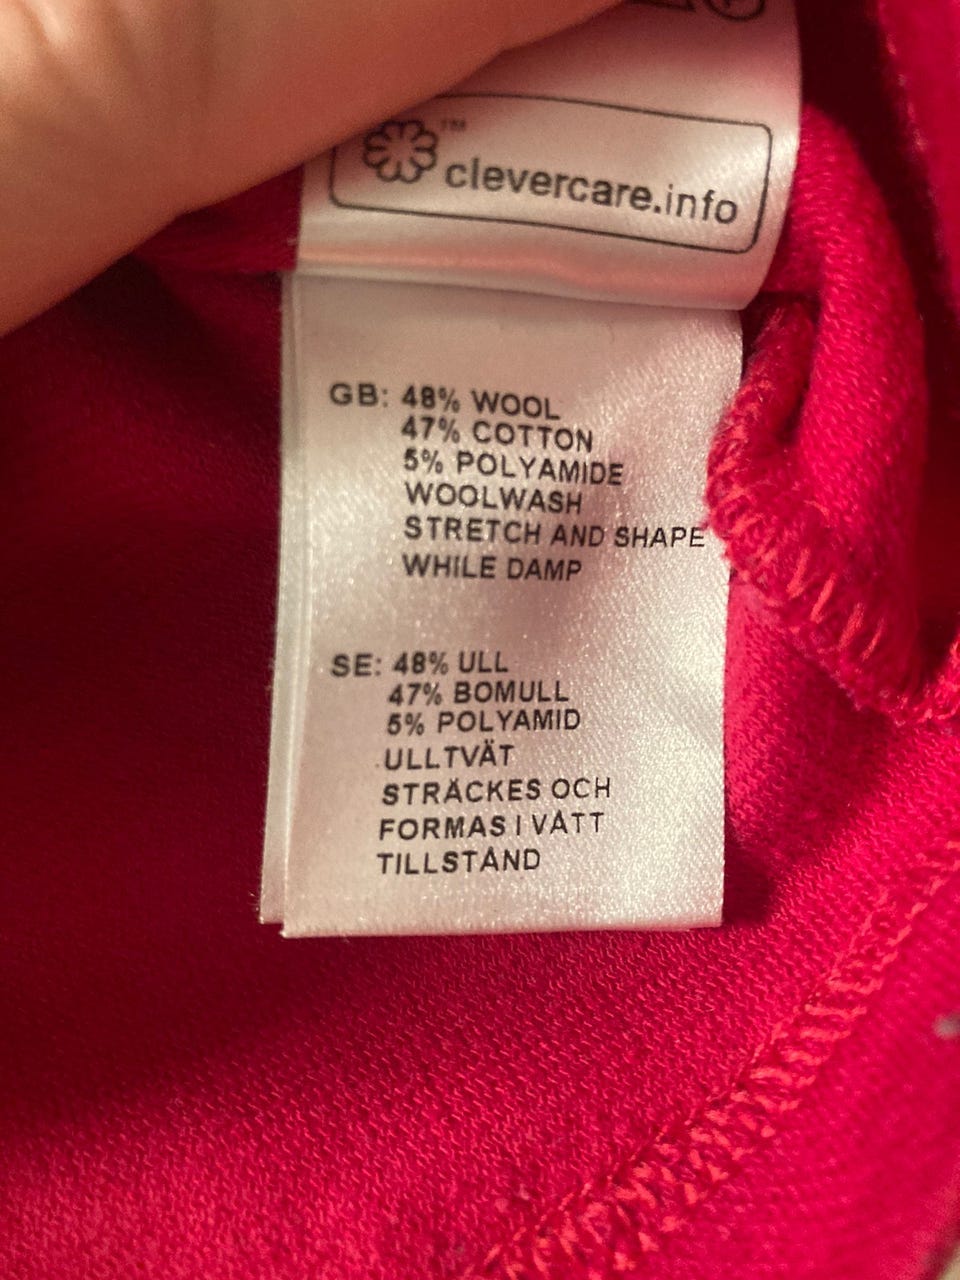 ™
clevercare.info
GB: 48% WOOL
47% COTTON
5% POLYAMIDE
WOOLWASH
STRETCH AND SHAPE
WHILE DAMP
SE: 48% ULL
47% BOMULL
5% POLYAMID
ULLTVÄT
STRÄCKES OCH
FORMAS I VÅTT
TILLSTÅND